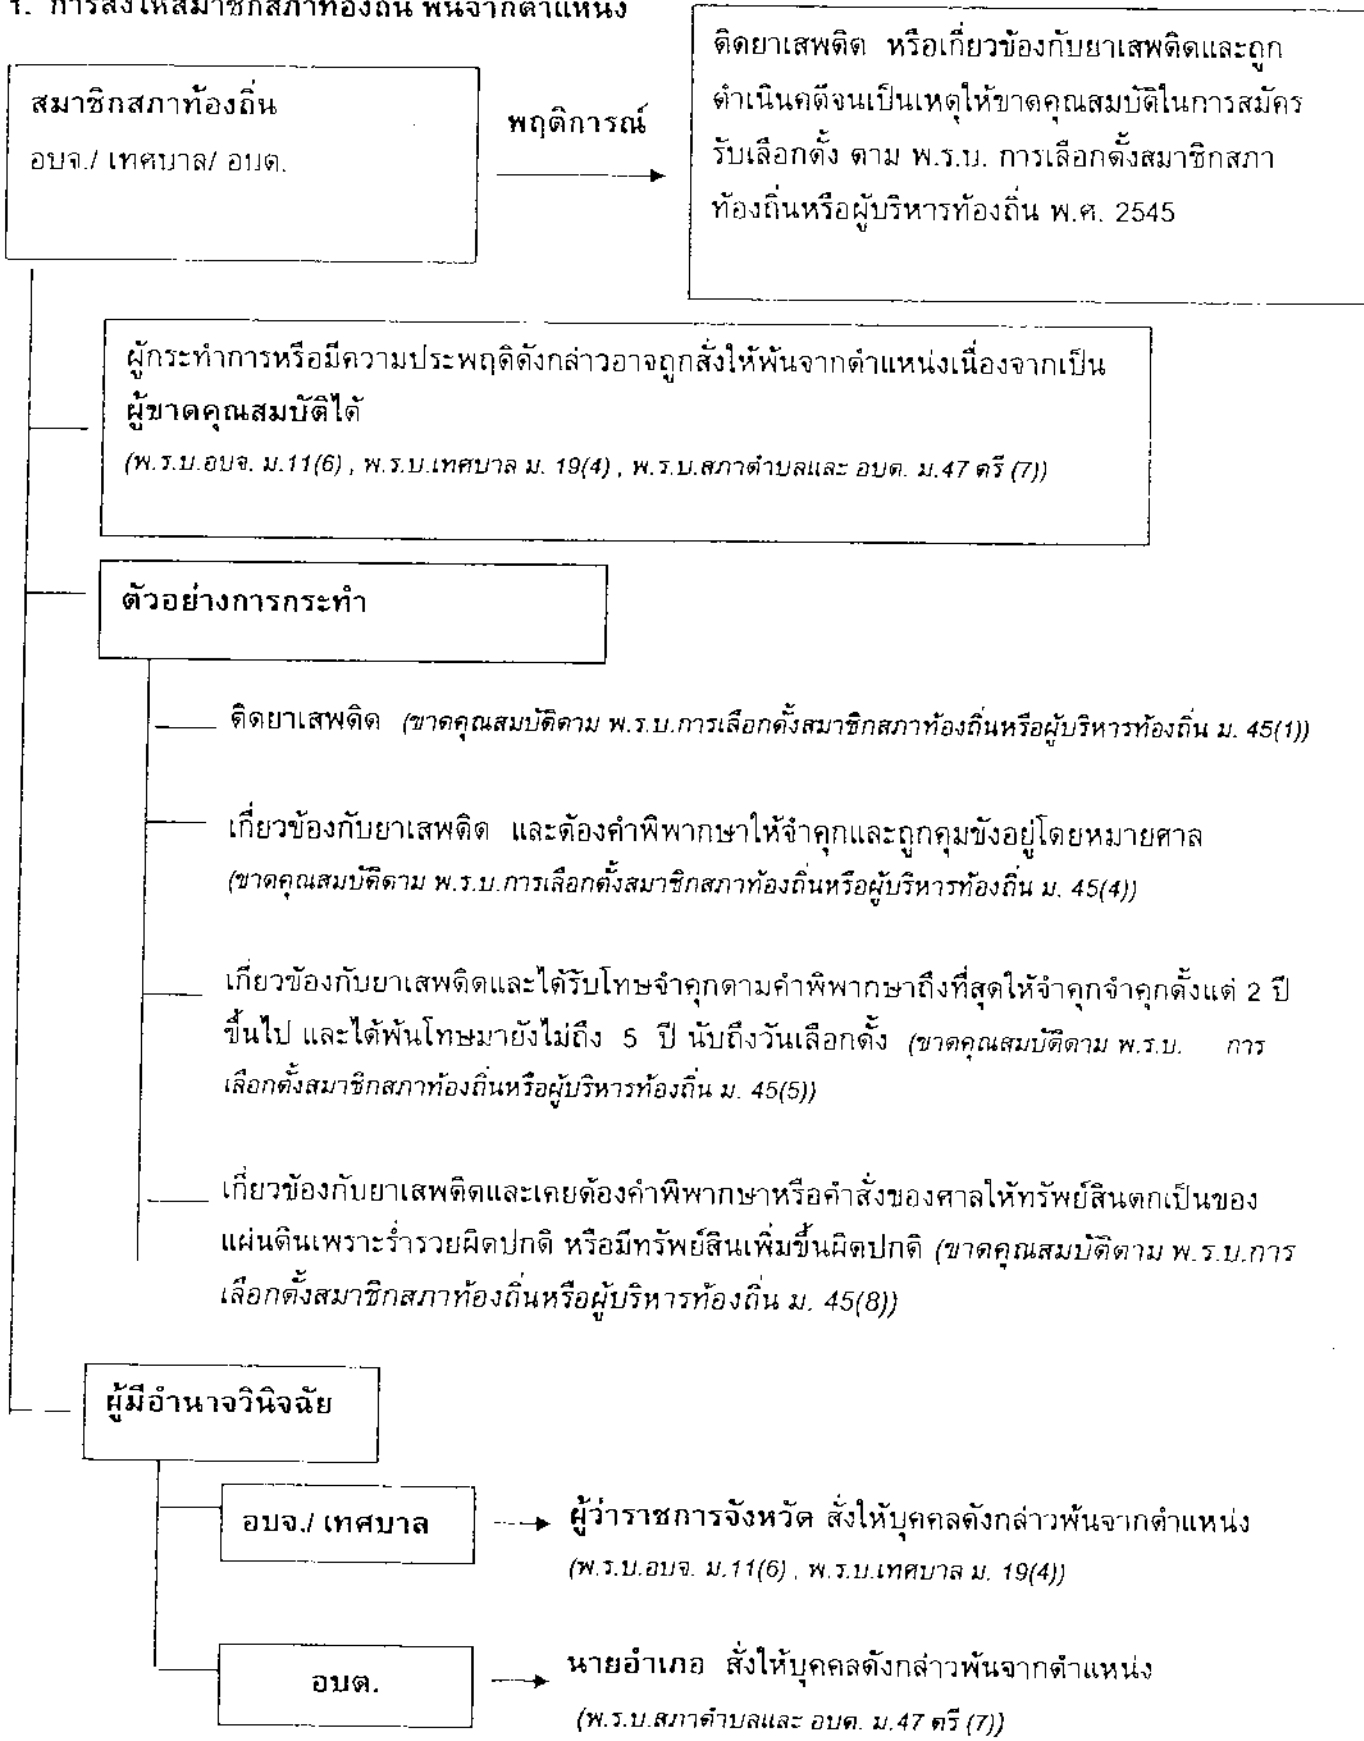 1. การสั่งให้สมาชิกสภาท้องถิ่น พ้นจากตำแหน่ง
สมาชิกสภาท้องถิ่น
อบจ./ เทศบาล/ อบต.
พฤติการณ์
ติดยาเสพติด หรือเกี่ยวข้องกับยาเสพติดและถูก
ดำเนินคดีจนเป็นเหตุให้ขาดคุณสมบัติในการสมัคร
รับเลือกตั้ง ตาม พ.ร.บ. การเลือกตั้งสมาชิกสภา
ท้องถิ่นหรือผู้บริหารท้องถิ่น พ.ศ. 2545
ผู้กระทำการหรือมีความประพฤติดังกล่าวอาจถูกสั่งให้พ้นจากตำแหน่งเนื่องจากเป็น
ผู้ขาดคุณสมบัติได้
(พ.ร.บ.อบจ. ม.11(6) , พ.ร.บ.เทศบาล ม. 19(4) , พ.ร.บ.สภาตำบลและ อบต. ม.47 ตรี (7))
ตัวอย่างการกระทำ
ติดยาเสพติด (ขาดคุณสมบัติตาม พ.ร.บ.การเลือกตั้งสมาชิกสภาท้องถิ่นหรือผู้บริหารท้องถิ่น ม. 45(1))
เกี่ยวข้องกับยาเสพติด และต้องคำพิพากษาให้จำคุกและถูกคุมขังอยู่โดยหมายศาล
(ขาดคุณสมบัติตาม พ.ร.บ.การเลือกตั้งสมาชิกสภาท้องถิ่นหรือผู้บริหารท้องถิ่น ม. 45(4))
เกี่ยวข้องกับยาเสพติดและได้รับโทษจำคุกตามคำพิพากษาถึงที่สุดให้จำคุกจำคุกตั้งแต่ 2 ปี
ขึ้นไป และได้พ้นโทษมายังไม่ถึง 5 ปี นับถึงวันเลือกตั้ง (ขาดคุณสมบัติตาม พ.ร.บ. การ
เลือกตั้งสมาชิกสภาท้องถิ่นหรือผู้บริหารท้องถิ่น ม. 45(5))
เกี่ยวข้องกับยาเสพติดและเคยต้องคำพิพากษาหรือคำสั่งของศาลให้ทรัพย์สินตกเป็นของ
แผ่นดินเพราะร่ำรวยผิดปกติ หรือมีทรัพย์สินเพิ่มขึ้นผิดปกติ (ขาดคุณสมบัติตาม พ.ร.บ.การ
เลือกตั้งสมาชิกสภาท้องถิ่นหรือผู้บริหารท้องถิ่น ม. 45(8))
ผู้มีอำนาจวินิจฉัย
อบจ./ เทศบาล
ผู้ว่าราชการจังหวัด สั่งให้บุคคลดังกล่าวพ้นจากตำแหน่ง
(พ.ร.บ.อบจ. ม.11(6) , พ.ร.บ.เทศบาล ม. 19(4))
อบต.
นายอำเภอ สั่งให้บุคคลดังกล่าวพ้นจากตำแหน่ง
(พ.ร.บ.สภาตำบลและ อบต. ม.47 ตรี (7))